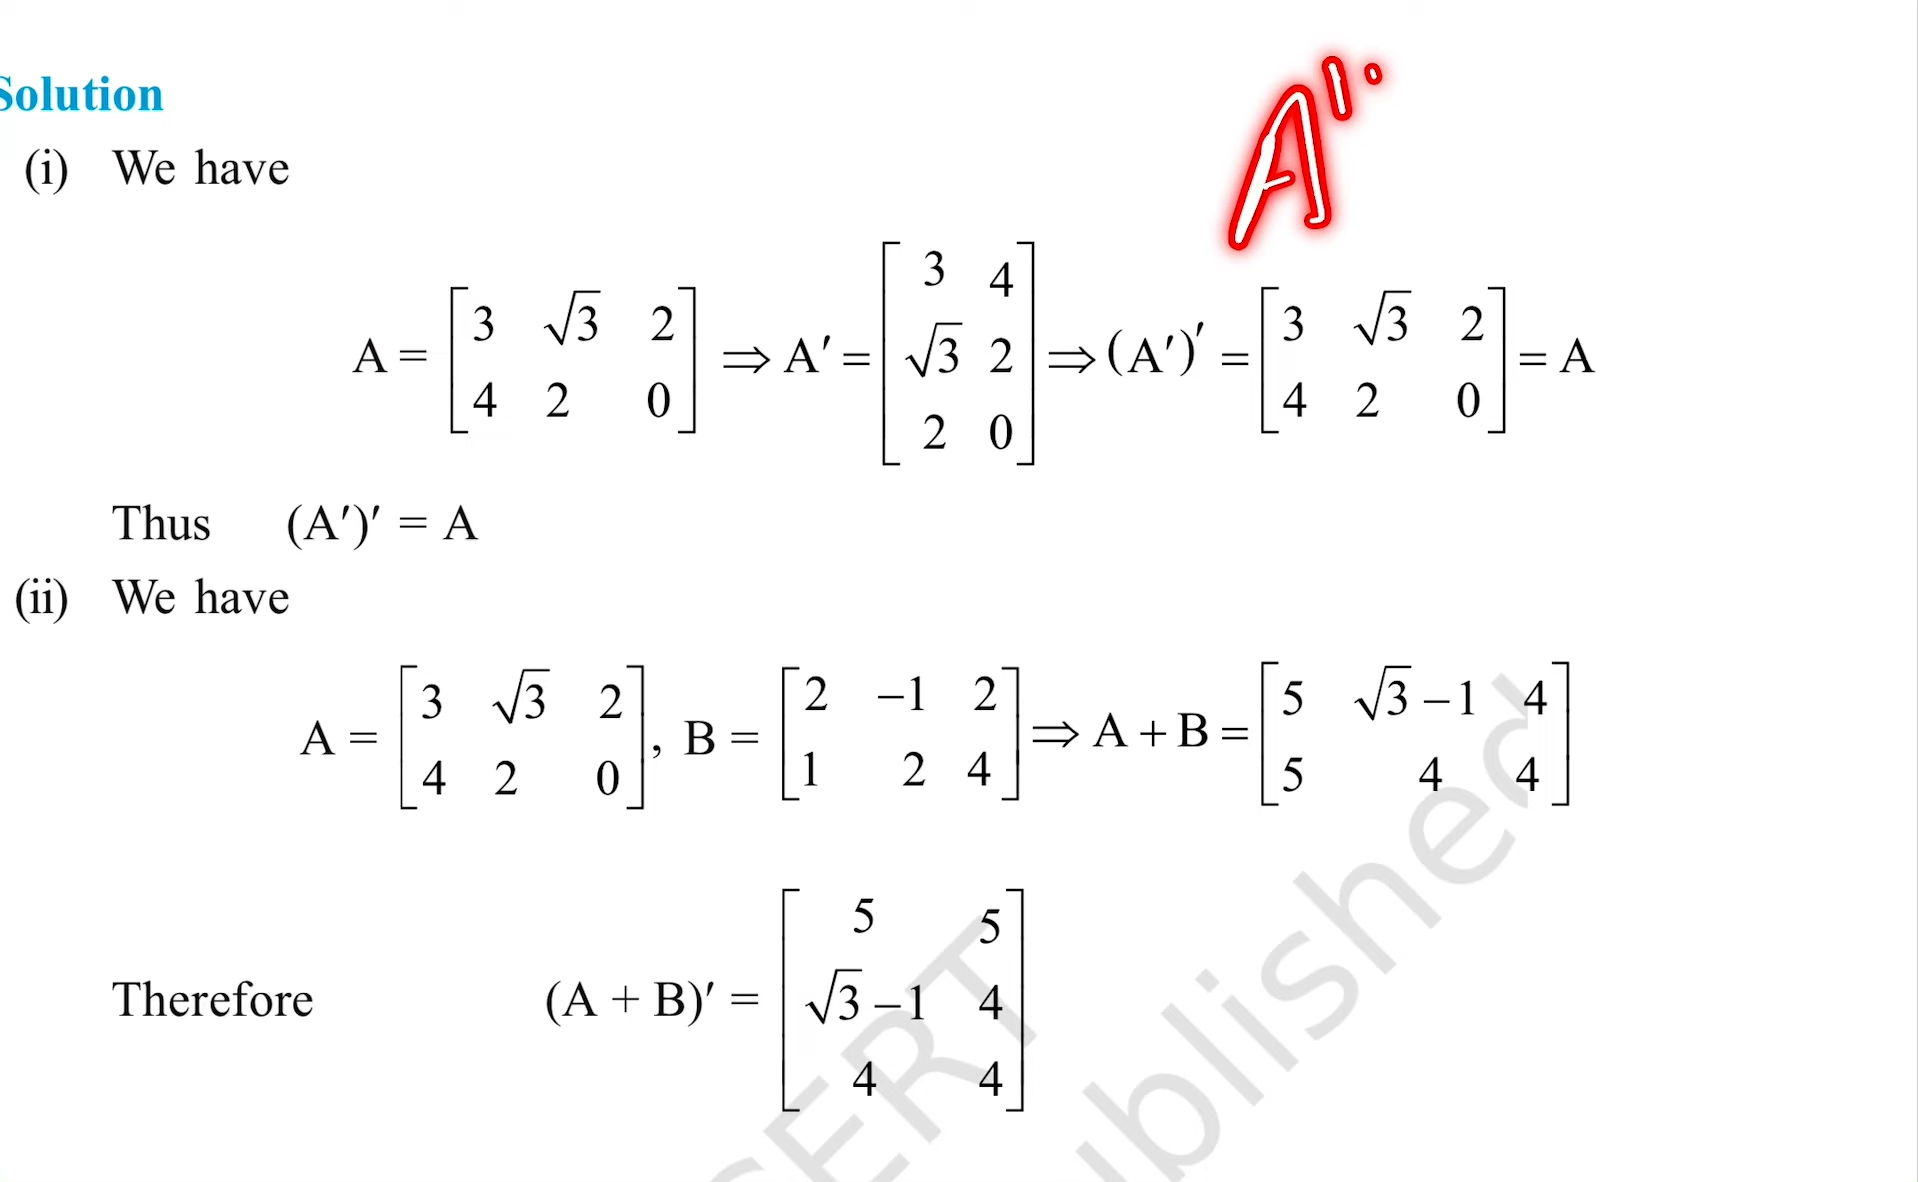 Solution
A'.
(i) We have
A = [3 √3 2; 4 2 0] ⇒ A′ = [3 4; √3 2; 2 0] ⇒ (A′)′ = [3 √3 2; 4 2 0] = A
Thus (A′)′ = A
(ii) We have
A = [3 √3 2; 4 2 0], B = [2 −1 2; 1 2 4] ⇒ A + B = [5 √3 − 1 4; 5 4 4]
Therefore (A + B)′ = [5 5; √3 − 1 4; 4 4]